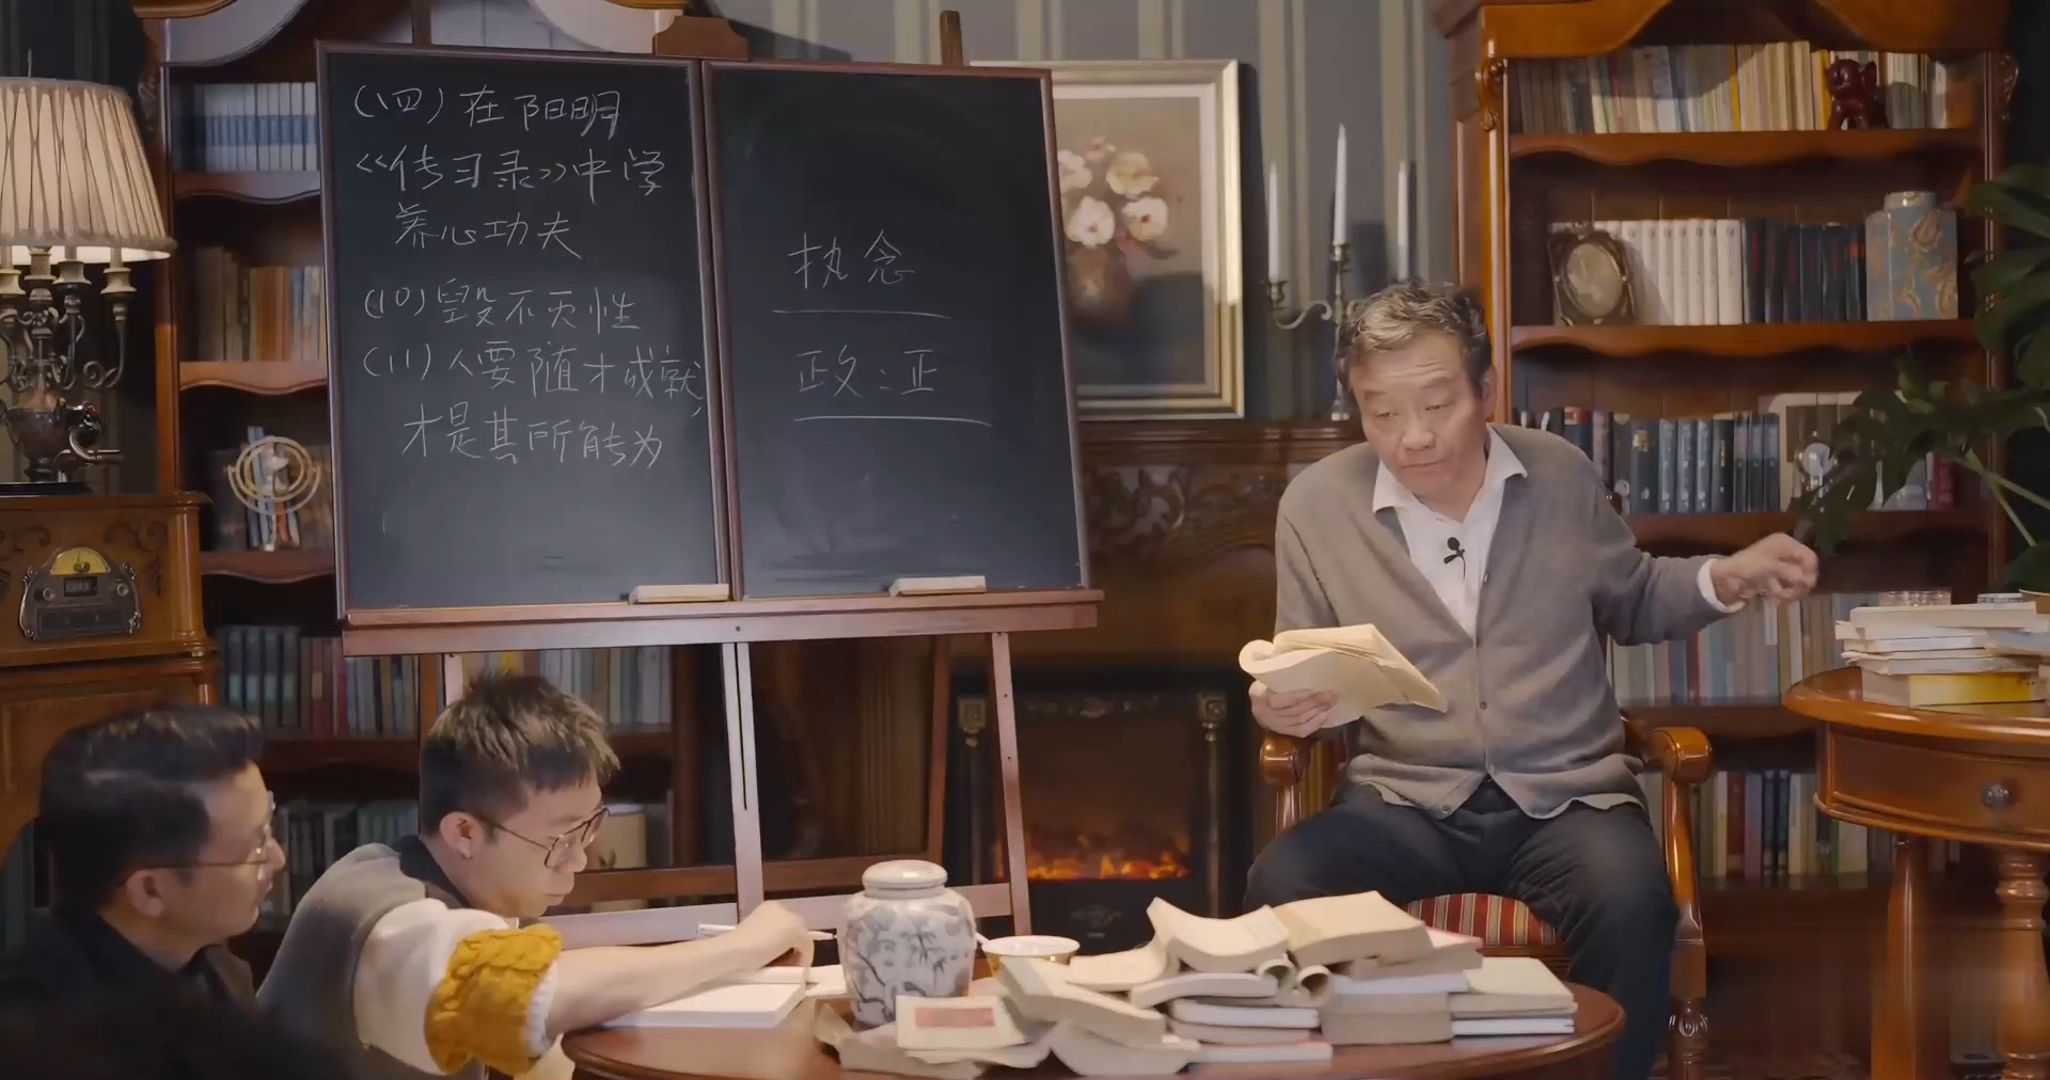 (四)在阳明
《传习录》中学
养心功夫
(10)毁不灭性
(11)人要随才成就,
才是其所能为
执念
政:正